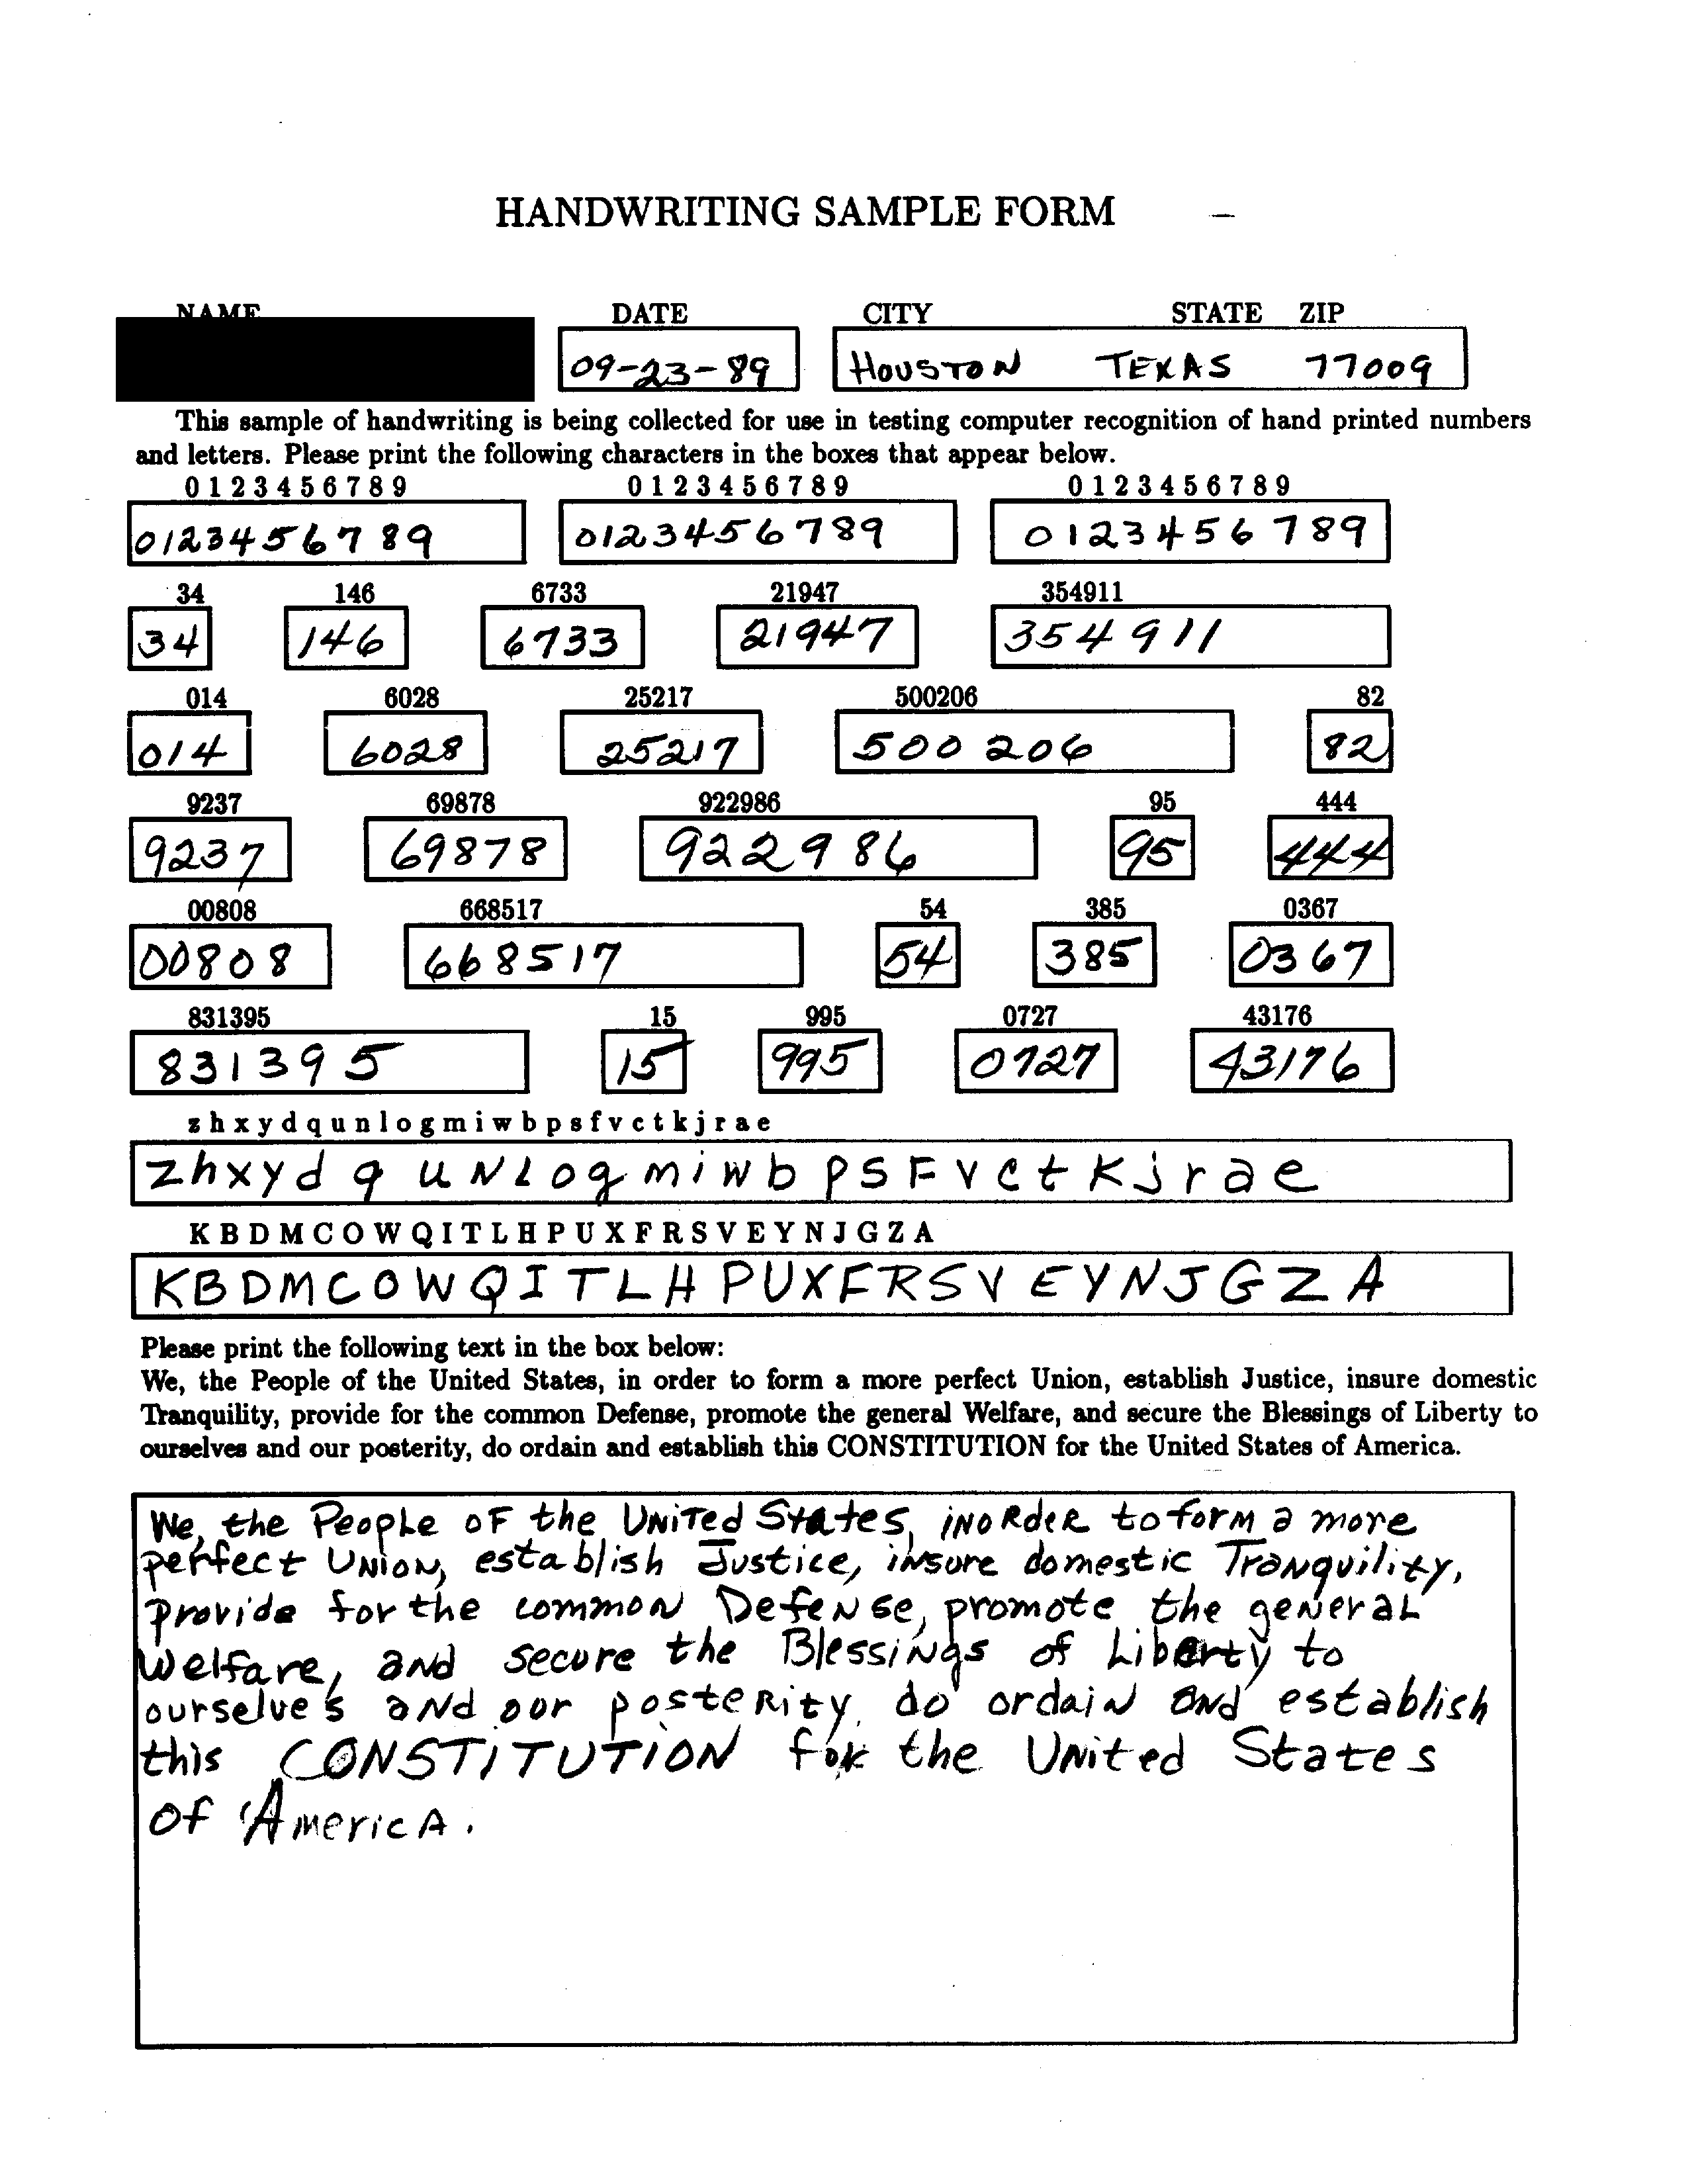 HANDWRITING SAMPLE FORM
NAME DATE CITY STATE ZIP
09-23-89 HOUSTON TEXAS 77009
This sample of handwriting is being collected for use in testing computer recognition of hand printed numbers
and letters. Please print the following characters in the boxes that appear below.
0 1 2 3 4 5 6 7 8 9 0 1 2 3 4 5 6 7 8 9 0 1 2 3 4 5 6 7 8 9
0123456789 0123456789 0123456789
34 146 6733 21947 354911
34 146 6733 21947 354911
014 6028 25217 500206 82
014 6028 25217 500206 82
9237 69878 922986 95 444
9237 69878 922986 95 444
00808 668517 54 385 0367
00808 668517 54 385 0367
831395 15 995 0727 43176
831395 15 995 0727 43176
z h x y d q u n l o g m i w b p s f v c t k j r a e
z h x y d q u N L o g m i w b p S F v c t K j r a e
K B D M C O W Q I T L H P U X F R S V E Y N J G Z A
K B D M C O W Q I T L H P U X F R S V E Y N J G Z A
Please print the following text in the box below:
We, the People of the United States, in order to form a more perfect Union, establish Justice, insure domestic
Tranquility, provide for the common Defense, promote the general Welfare, and secure the Blessings of Liberty to
ourselves and our posterity, do ordain and establish this CONSTITUTION for the United States of America.
We, the PeopLe OF the UNiTed States, iNORdeR to forM a more
perfect UNioN, establish Justice, iNsure domestic TraNquility,
Provide for the commoN DefeNse, promote the geNeraL
Welfare, aNd secure the BlessiNgs of Liberty to
ourselves aNd our posteRity, do ordaiN aNd establish
this CONSTiTUTiON for the UNited States
Of AmericA.